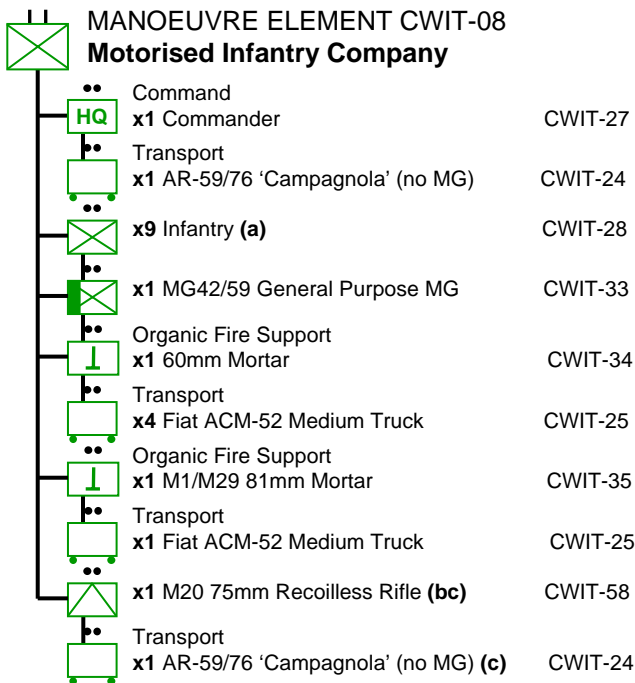 MANOEUVRE ELEMENT CWIT-08
Motorised Infantry Company
Command
HQ x1 Commander CWIT-27
Transport
x1 AR-59/76 ‘Campagnola’ (no MG) CWIT-24
x9 Infantry (a) CWIT-28
x1 MG42/59 General Purpose MG CWIT-33
Organic Fire Support
x1 60mm Mortar CWIT-34
Transport
x4 Fiat ACM-52 Medium Truck CWIT-25
Organic Fire Support
x1 M1/M29 81mm Mortar CWIT-35
Transport
x1 Fiat ACM-52 Medium Truck CWIT-25
x1 M20 75mm Recoilless Rifle (bc) CWIT-58
Transport
x1 AR-59/76 ‘Campagnola’ (no MG) (c) CWIT-24